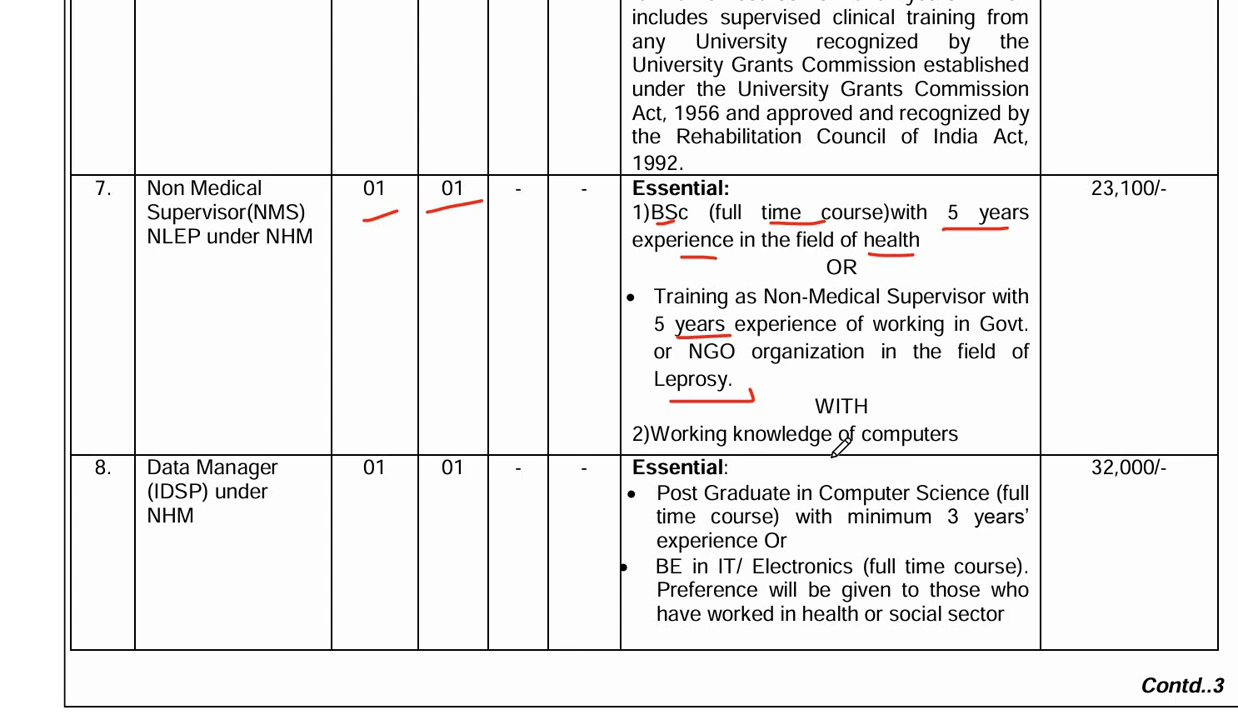 includes supervised clinical training from
any University recognized by the
University Grants Commission established
under the University Grants Commission
Act, 1956 and approved and recognized by
the Rehabilitation Council of India Act,
1992.
7. Non Medical 01 01 - - Essential: 23,100/-
Supervisor(NMS) 1)BSc (full time course)with 5 years
NLEP under NHM experience in the field of health
OR
• Training as Non-Medical Supervisor with
5 years experience of working in Govt.
or NGO organization in the field of
Leprosy.
WITH
2)Working knowledge of computers
8. Data Manager 01 01 - - Essential: 32,000/-
(IDSP) under • Post Graduate in Computer Science (full
NHM time course) with minimum 3 years’
experience Or
• BE in IT/ Electronics (full time course).
Preference will be given to those who
have worked in health or social sector
Contd..3